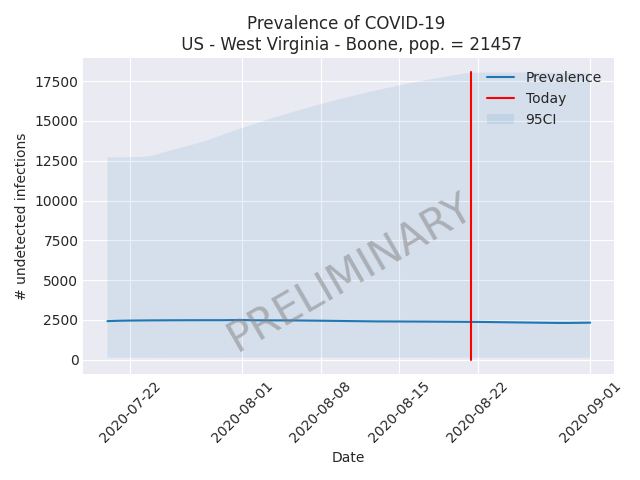 Prevalence of COVID-19
US - West Virginia - Boone, pop. = 21457
17500
15000
12500
10000
7500
5000
2500
0
# undetected infections
Prevalence
Today
95CI
PRELIMINARY
2020-07-22
2020-08-01
2020-08-08
2020-08-15
2020-08-22
2020-09-01
Date